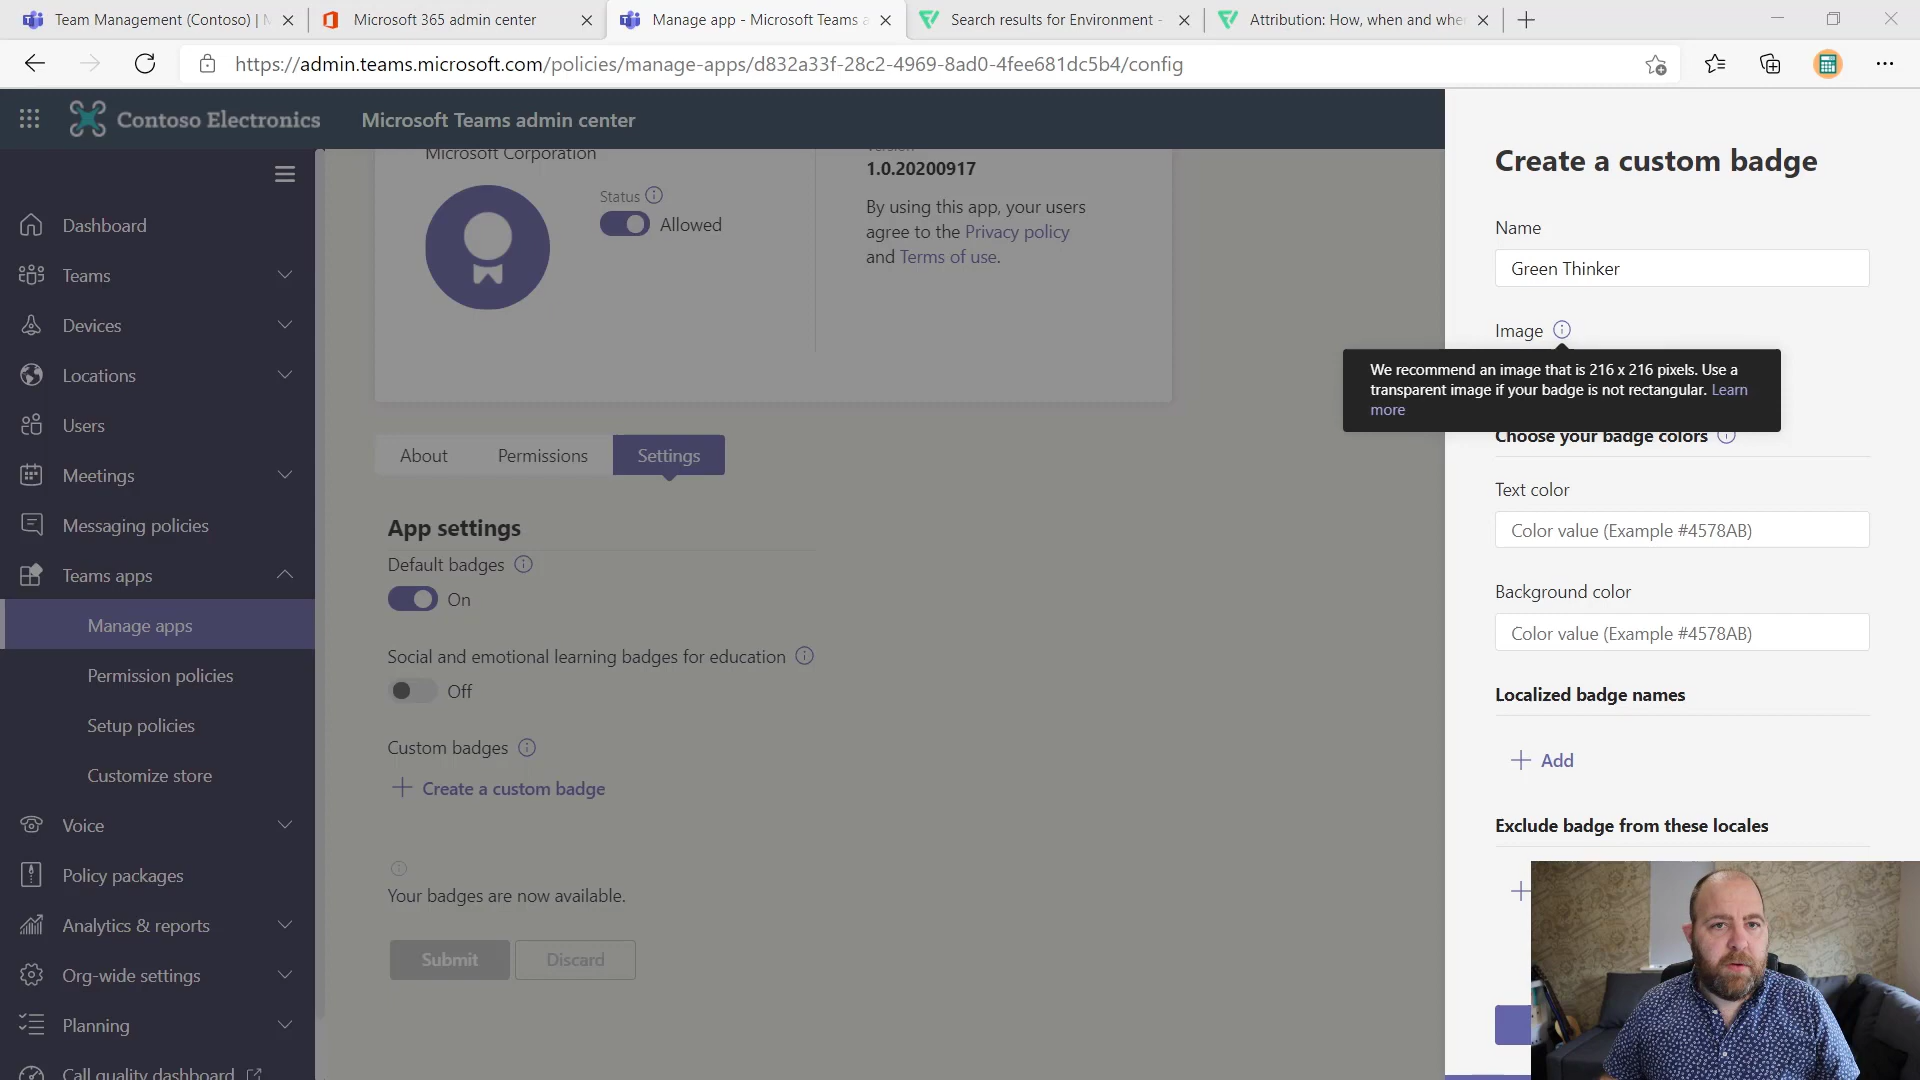 Team Management (Contoso) |
Microsoft 365 admin center
Manage app - Microsoft Teams a
Search results for Environment -
Attribution: How, when and whe
https://admin.teams.microsoft.com/policies/manage-apps/d832a33f-28c2-4969-8ad0-4fee681dc5b4/config
Contoso Electronics
Microsoft Teams admin center
Dashboard
Teams
Devices
Locations
Users
Meetings
Messaging policies
Teams apps
Manage apps
Permission policies
Setup policies
Customize store
Voice
Policy packages
Analytics & reports
Org-wide settings
Planning
Call quality dashboard
Microsoft Corporation
Status
Allowed
Version
1.0.20200917
By using this app, your users
agree to the Privacy policy
and Terms of use.
About
Permissions
Settings
App settings
Default badges
On
Social and emotional learning badges for education
Off
Custom badges
Create a custom badge
Your badges are now available.
Submit
Discard
Create a custom badge
Name
Green Thinker
Image
We recommend an image that is 216 x 216 pixels. Use a
transparent image if your badge is not rectangular. Learn
more
Choose your badge colors
Text color
Color value (Example #4578AB)
Background color
Color value (Example #4578AB)
Localized badge names
Add
Exclude badge from these locales